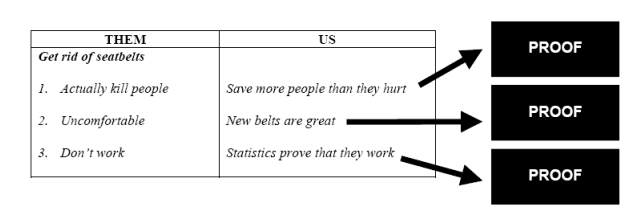 THEM US
Get rid of seatbelts
PROOF
1. Actually kill people Save more people than they hurt
2. Uncomfortable New belts are great
PROOF
3. Don't work Statistics prove that they work
PROOF